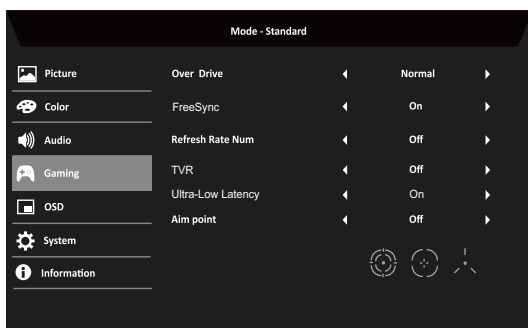 Mode - Standard
Picture
Color
Audio
Gaming
OSD
System
Information
Over Drive Normal
FreeSync On
Refresh Rate Num Off
TVR Off
Ultra-Low Latency On
Aim point Off